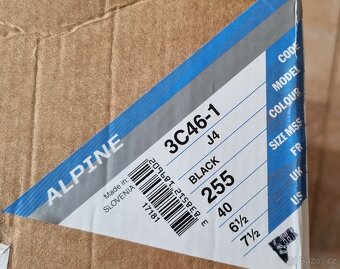 ALPINE
CODE 3C46-1
MODEL J4
COLOUR BLACK
SIZE MSS 255
FR 40
UK 6½
US 7½
Made in
SLOVENIA
17181